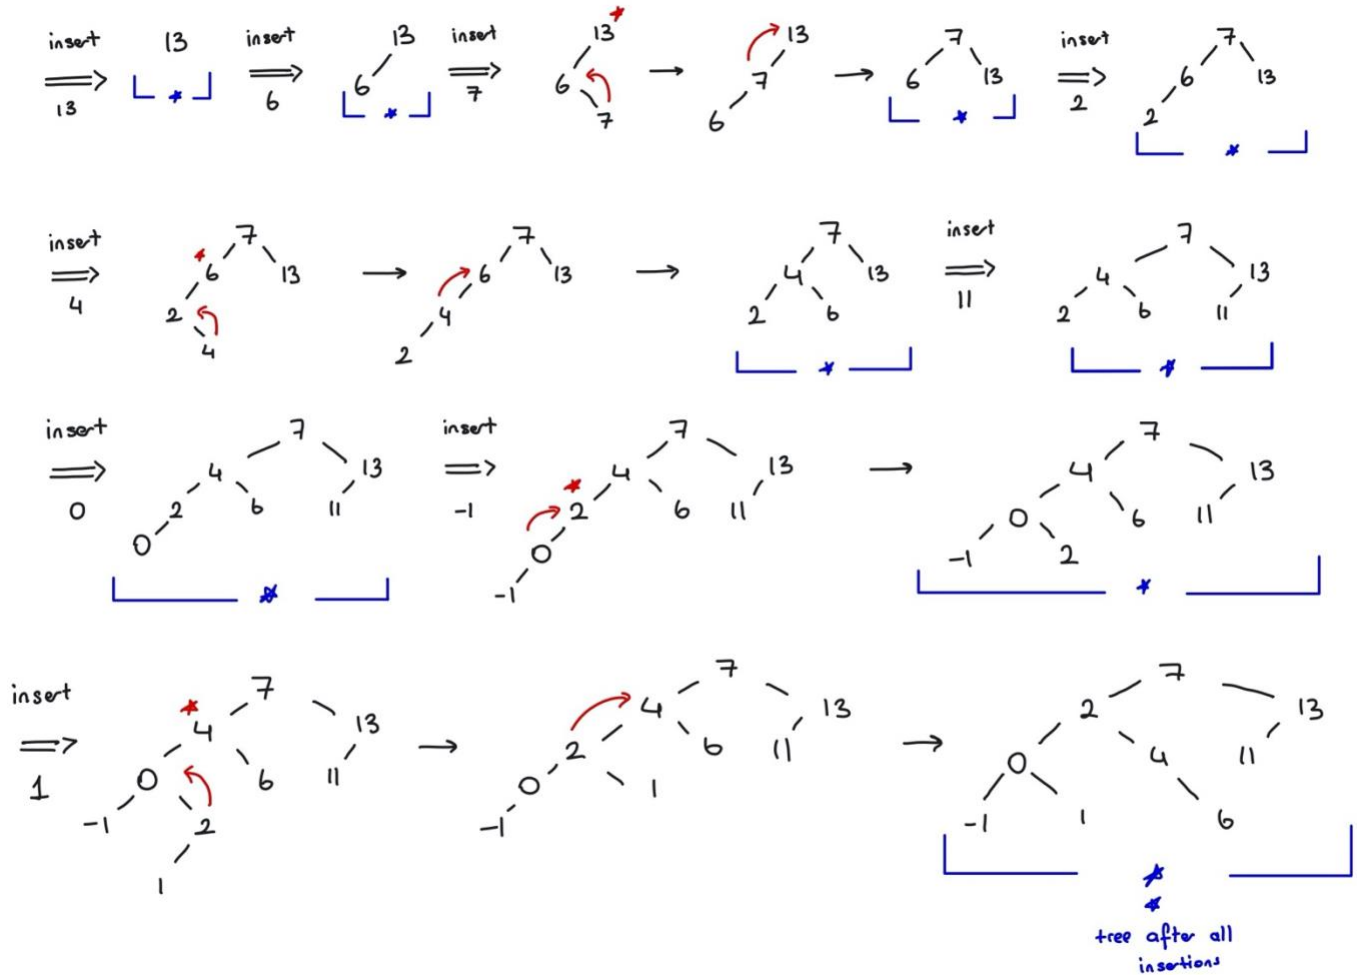 insert 13 insert 13 insert 13 13 7 insert 7
13 6 6 7 6 7 6 13 2 6 13
6 2
insert 7 7 7 insert 7
4 6 13 6 13 4 13 11 4 13
2 4 2 6 2 6 11
4 2
insert 7 insert 7 7
0 4 13 -1 4 13 4 13
2 6 11 2 6 11 0 6 11
0 0 -1 2
-1
insert 7 7 7
1 4 13 4 13 2 13
0 6 11 2 6 11 0 4 11
-1 2 0 1 -1 1 6
1 -1
tree after all
insertions